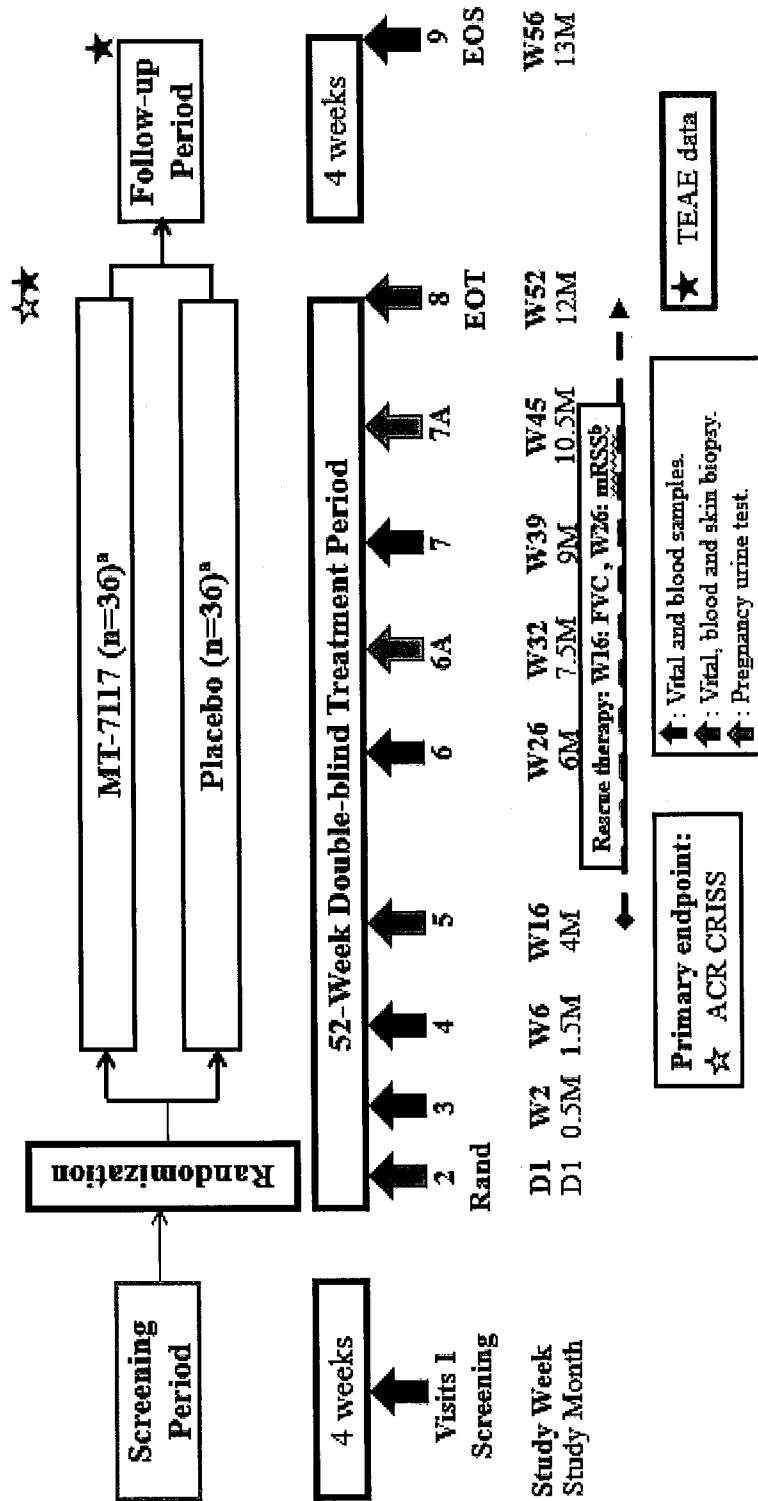 Screening
Period
Randomization
MT-7117 (n=36)a
Placebo (n=36)a
Follow-up
Period
4 weeks
52-Week Double-blind Treatment Period
4 weeks
Visits 1
2
3
4
5
6
6A
7
7A
8
9
Screening
Rand
EOT
EOS
Study Week
D1
W2
W6
W16
W26
W32
W39
W45
W52
W56
Study Month
D1
0.5M
1.5M
4M
6M
7.5M
9M
10.5M
12M
13M
Rescue therapy: W16: FVC, W26: mRSSb
Primary endpoint:
☆ ACR CRISS
: Vital and blood samples.
: Vital, blood and skin biopsy.
: Pregnancy urine test.
★ TEAE data